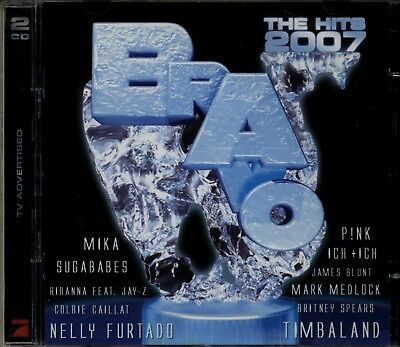 2
CD
TV ADVERTISED
THE HITS
2007
BRAVO
MIKA
SUGABABES
RIHANNA FEAT. JAY-Z
COLBIE CAILLAT
NELLY FURTADO
P!NK
ICH + ICH
JAMES BLUNT
MARK MEDLOCK
BRITNEY SPEARS
TIMBALAND